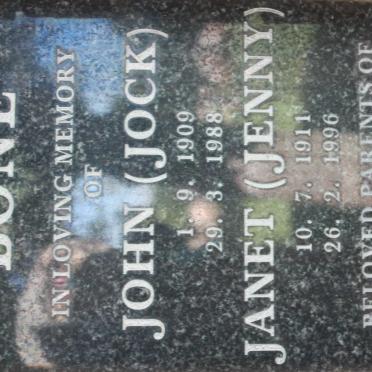 BONE
IN LOVING MEMORY
OF
JOHN (JOCK)
1. 9. 1909
29. 3. 1988
JANET (JENNY)
10. 7. 1911
26. 2. 1996
BELOVED PARENTS OF